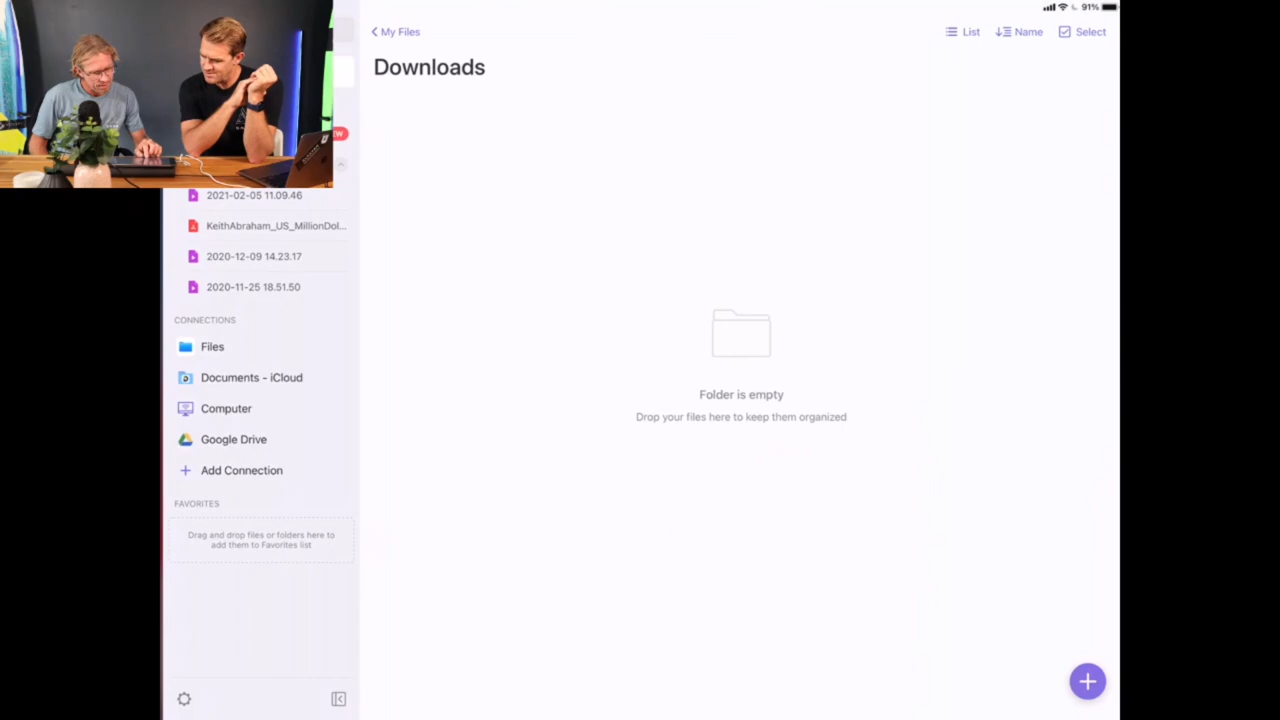 91%
My Files
List
Name
Select
Downloads
EW
2021-02-05 11.09.46
KeithAbraham_US_MillionDol...
2020-12-09 14.23.17
2020-11-25 18.51.50
CONNECTIONS
Files
Documents - iCloud
Computer
Google Drive
Add Connection
FAVORITES
Drag and drop files or folders here to
add them to Favorites list
Folder is empty
Drop your files here to keep them organized